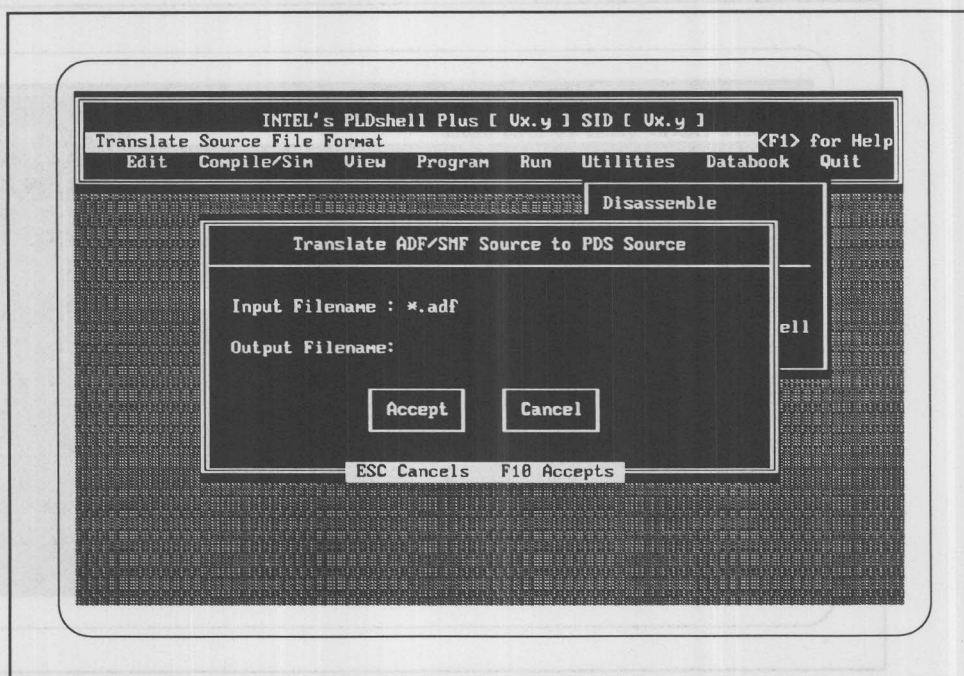 INTEL's PLDshell Plus [ Vx.y ] SID [ Vx.y ]
Translate Source File Format <F1> for Help
Edit Compile/Sim View Program Run Utilities Databook Quit
Disassemble
Translate ADF/SMF Source to PDS Source
Input Filename : *.adf
ell
Output Filename:
Accept Cancel
ESC Cancels F10 Accepts